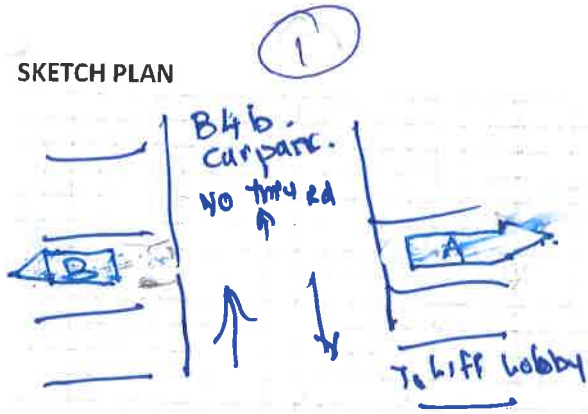 1
SKETCH PLAN
B4b.
carpark.
NO thru rd
B
A
To Lift Lobby